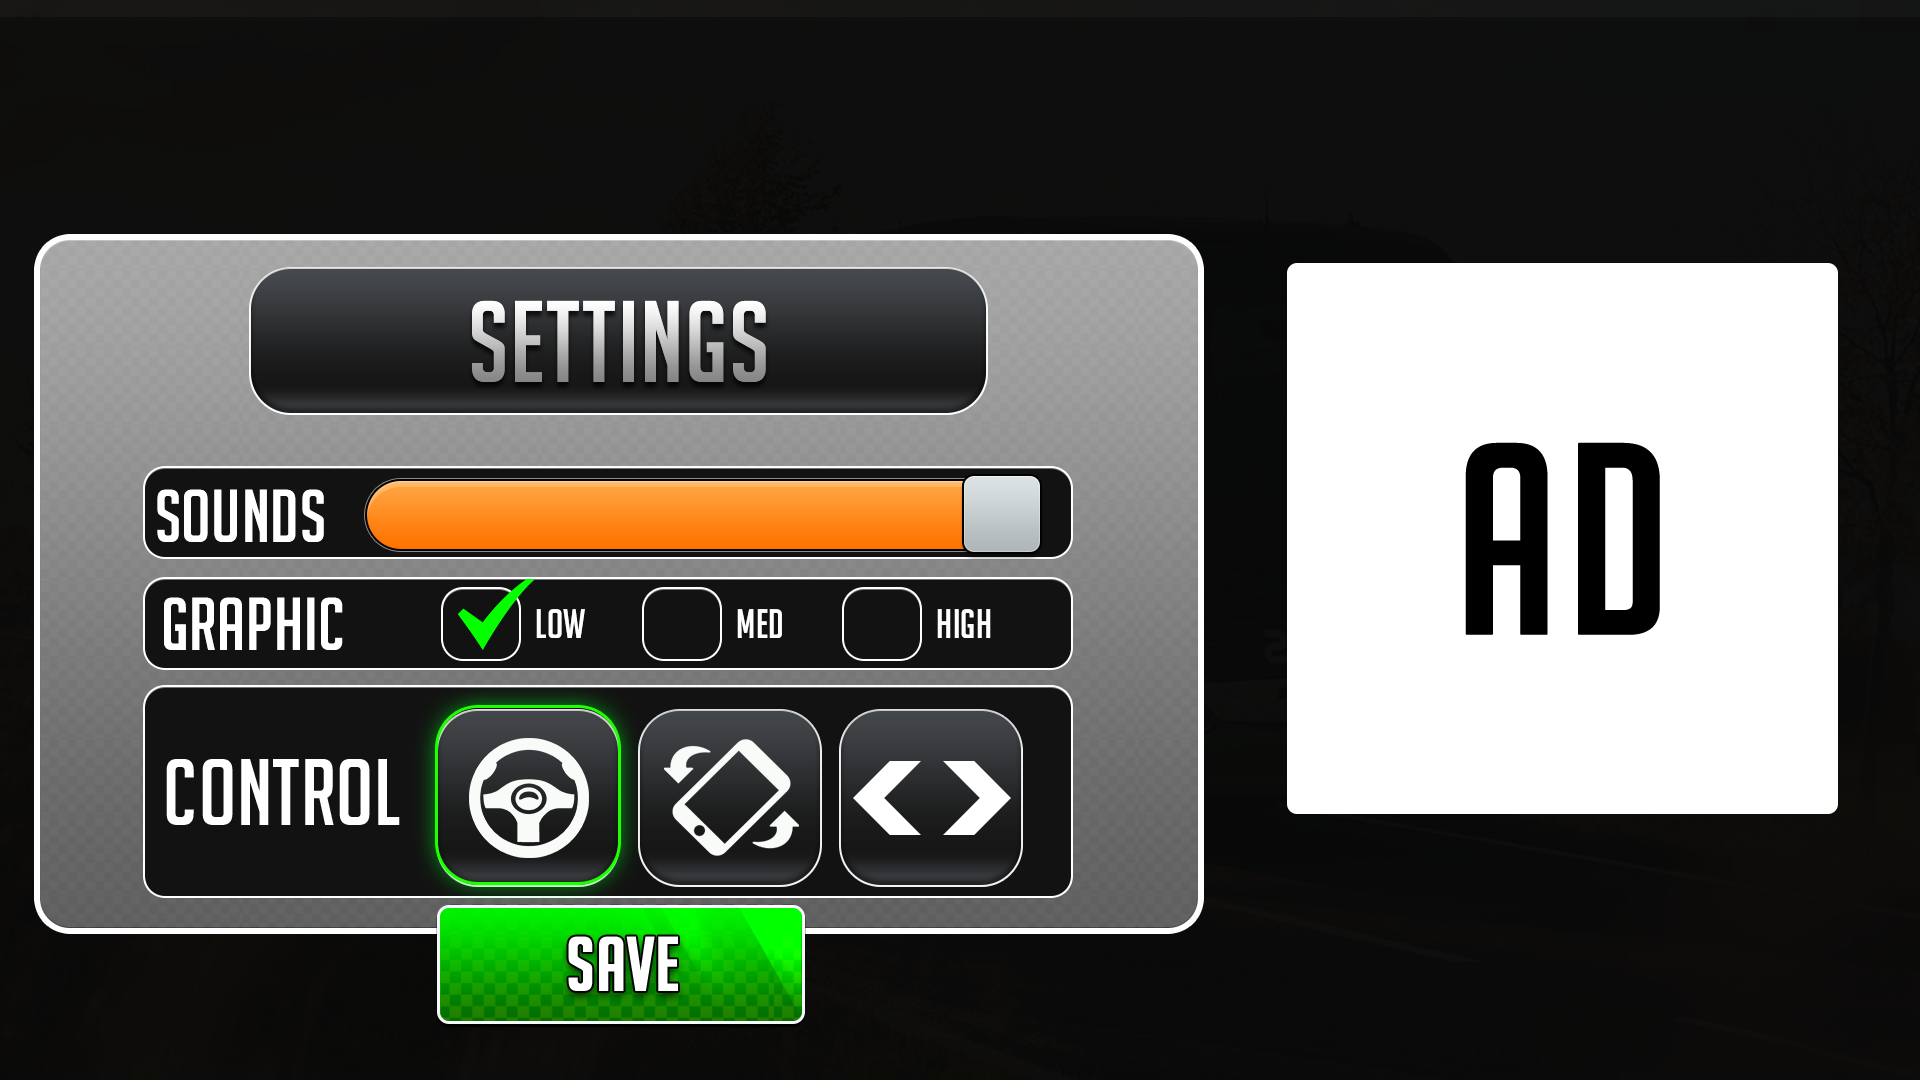 SETTINGS
SOUNDS
GRAPHIC LOW MED HIGH
CONTROL
SAVE
AD